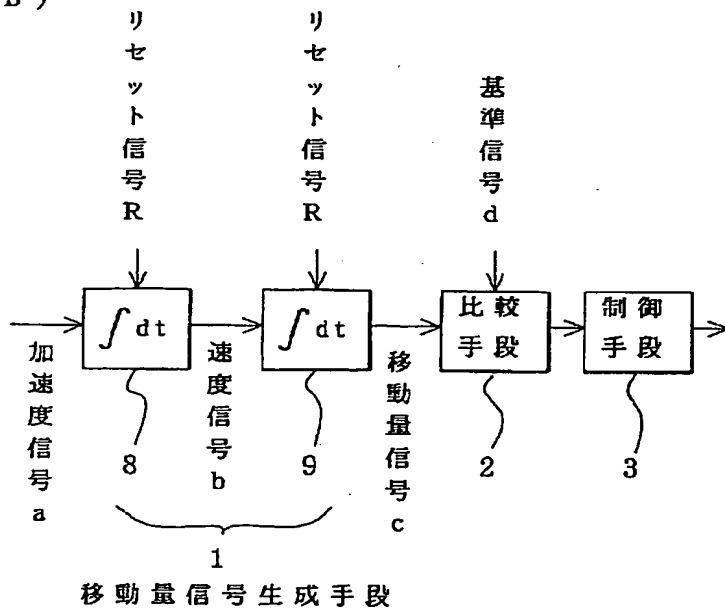 B)
リセット信号R
リセット信号R
基準信号d
∫dt
∫dt
比較
手段
制御
手段
加速度信号a
速度信号b
移動量信号c
8
9
2
3
1
移動量信号生成手段